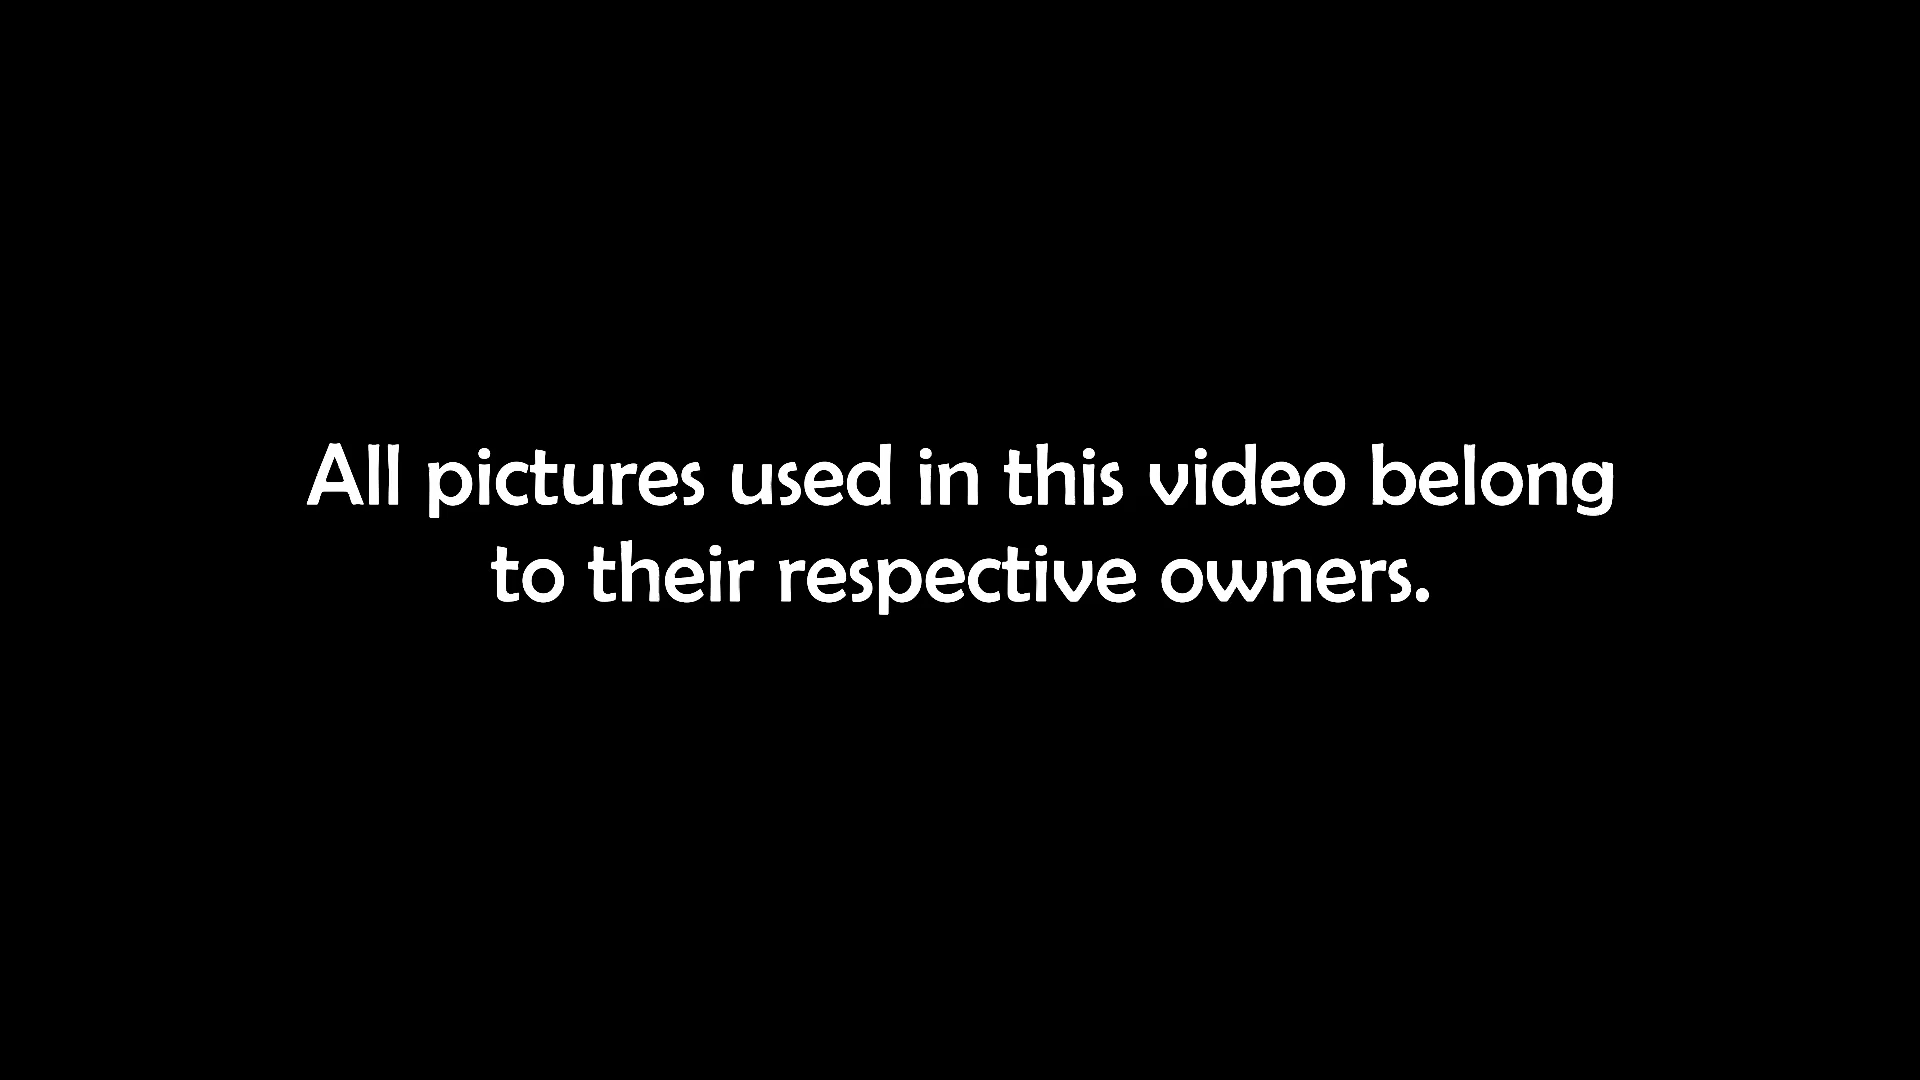 All pictures used in this video belong
to their respective owners.